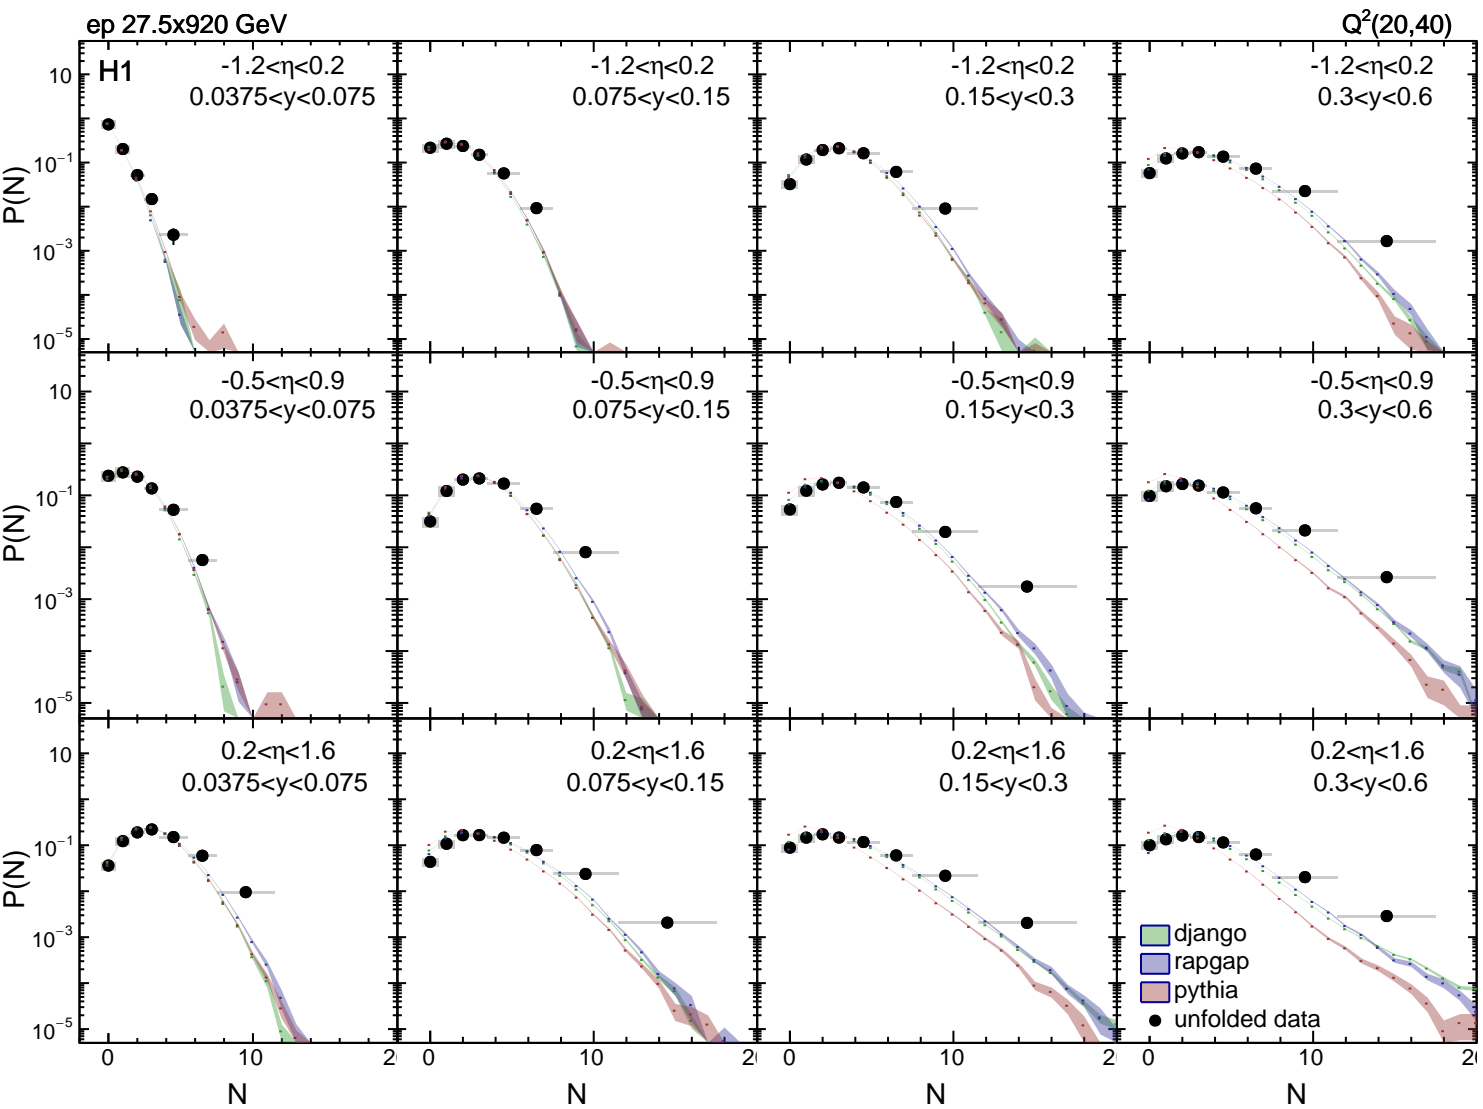 ep 27.5x920 GeV Q²(20,40)
H1
-1.2<η<0.2
0.0375<y<0.075
-1.2<η<0.2
0.075<y<0.15
-1.2<η<0.2
0.15<y<0.3
-1.2<η<0.2
0.3<y<0.6
P(N)
10
10⁻¹
10⁻³
10⁻⁵
-0.5<η<0.9
0.0375<y<0.075
-0.5<η<0.9
0.075<y<0.15
-0.5<η<0.9
0.15<y<0.3
-0.5<η<0.9
0.3<y<0.6
P(N)
10
10⁻¹
10⁻³
10⁻⁵
0.2<η<1.6
0.0375<y<0.075
0.2<η<1.6
0.075<y<0.15
0.2<η<1.6
0.15<y<0.3
0.2<η<1.6
0.3<y<0.6
P(N)
10
10⁻¹
10⁻³
10⁻⁵
django
rapgap
pythia
unfolded data
0 10 2 0 10 20 0 10 2 0 10 2
N N N N